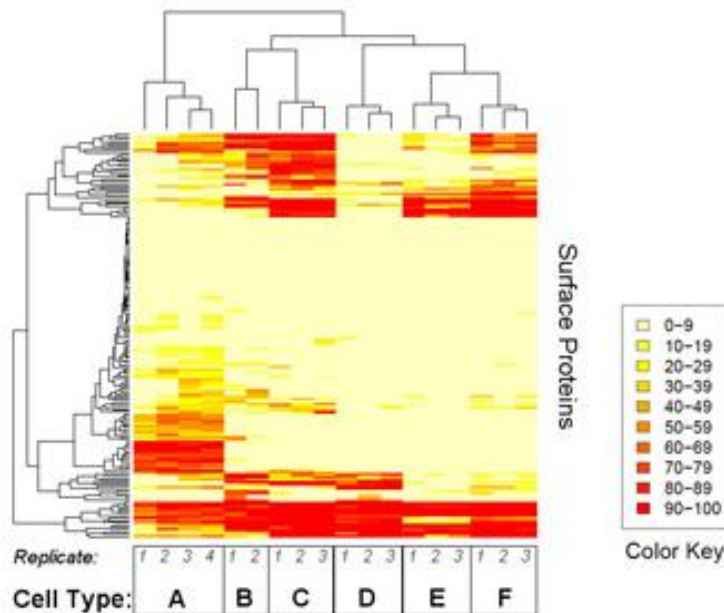 Surface Proteins
0-9
10-19
20-29
30-39
40-49
50-59
60-69
70-79
80-89
90-100
Color Key
Replicate: 1 2 3 4 1 2 1 2 3 1 2 3 1 2 3 1 2 3
Cell Type: A B C D E F